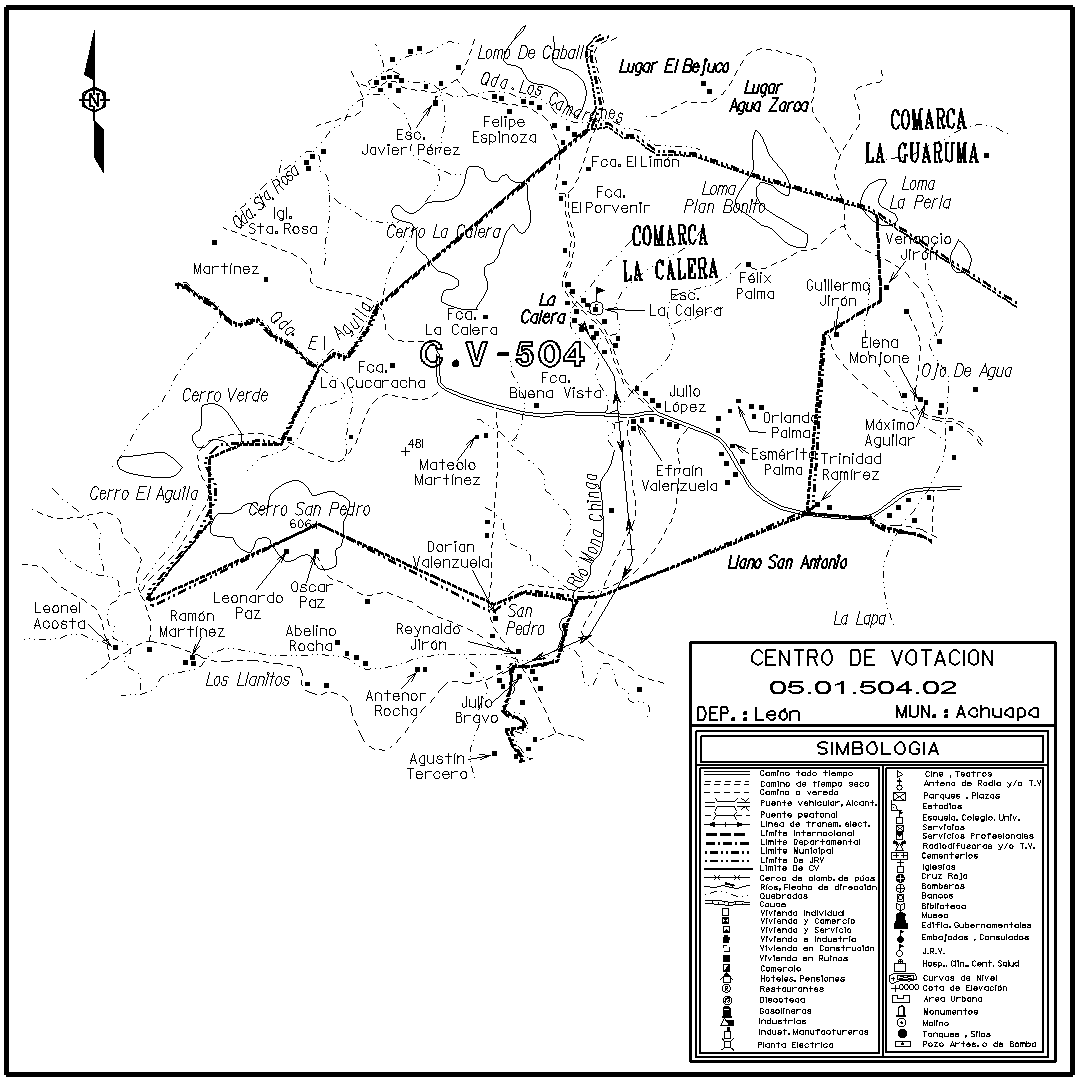 N
Loma De Caballo
Lugar El Bejuco
Lugar
Agua Zarca
COMARCA
LA GUARUMA
Qda. Los Camarones
Felipe
Espinoza
Esc.
Javier Pérez
Fca. El Limón
Qda. Sta Rosa
Igl.
Sta. Rosa
Fca.
El Porvenir
Loma
Plan Bonito
Loma
La Perla
Cerro La Calera
COMARCA
LA CALERA
Venancio
Jirón
Martínez
Félix
Palma
Guillermo
Jirón
Esc.
La Calera
La
Calera
Qda. El Aguila
Fca.
La Calera
C.V-504
Elena
Monjone
Ojo De Agua
Fca.
La Cucaracha
Fca.
Buena Vista
Cerro Verde
Julio
López
Orlando
Palma
Máximo
Aguilar
481
Mateolo
Martínez
Efraín
Valenzuela
Esmérita
Palma
Trinidad
Ramírez
Cerro El Aguila
Cerro San Pedro
606
Río Mona Chinga
Dorian
Valenzuela
Llano San Antonio
Oscar
Paz
Leonardo
Paz
Leonel
Acosta
Ramón
Martínez
Abelino
Rocha
Reynaldo
Jirón
San
Pedro
La Lapa
Los Llanitos
Antenor
Rocha
Julio
Bravo
Agustín
Tercero
CENTRO DE VOTACION
05.01.504.02
DEP.: León
MUN.: Achuapa
SIMBOLOGIA
Camino todo tiempo
Camino de tiempo seco
Camino o vereda
Puente vehicular, Alcant.
Puente peatonal
Linea de transm. elect.
Limite Internacional
Limite Departamental
Limite Municipal
Limite De JRV
Limite De CV
Cerca de alamb. de púas
Ríos, Flecha de dirección
Quebradas
Cauce
Vivienda Individual
Vivienda y Comercio
Vivienda y Servicio
Vivienda e Industria
Vivienda en Construción
Vivienda en Ruinas
Comercio
Hoteles, Pensiones
Restaurantes
Discoteca
Gasolineras
Industrias
Indust. Manufactureras
Planta Electrica
Cine, Teatros
Antena de Radio y/o T.V
Parques, Plazas
Estadios
Escuela, Colegio, Univ.
Servicios
Servicios Profesionales
Radiodifusoras y/o T.V.
Cementerios
Iglesias
Cruz Roja
Bomberos
Bancos
Biblioteca
Museo
Edific. Gubernamentales
Embajadas, Consulados
J.R.V.
Hosp., Clin., Cent. Salud
Curvas de Nivel
Cota de Elevación
Area Urbana
Monumentos
Molino
Tanques, Silos
Pozo Artes. o de Bomba